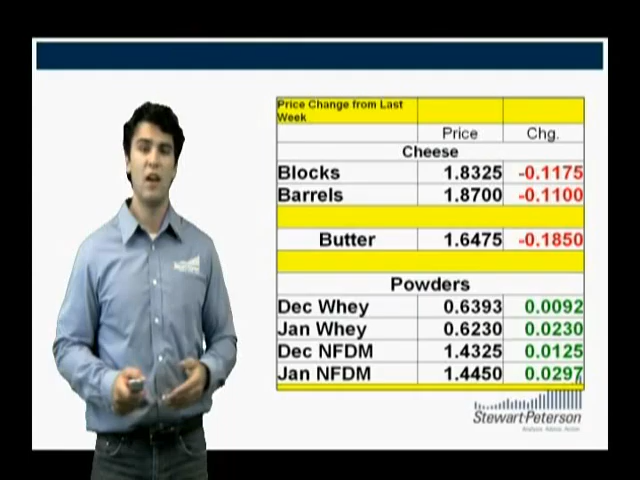 Price Change from Last
Week
Price Chg.
Cheese
Blocks 1.8325 -0.1175
Barrels 1.8700 -0.1100
Butter 1.6475 -0.1850
Powders
Dec Whey 0.6393 0.0092
Jan Whey 0.6230 0.0230
Dec NFDM 1.4325 0.0125
Jan NFDM 1.4450 0.0297
Stewart-Peterson